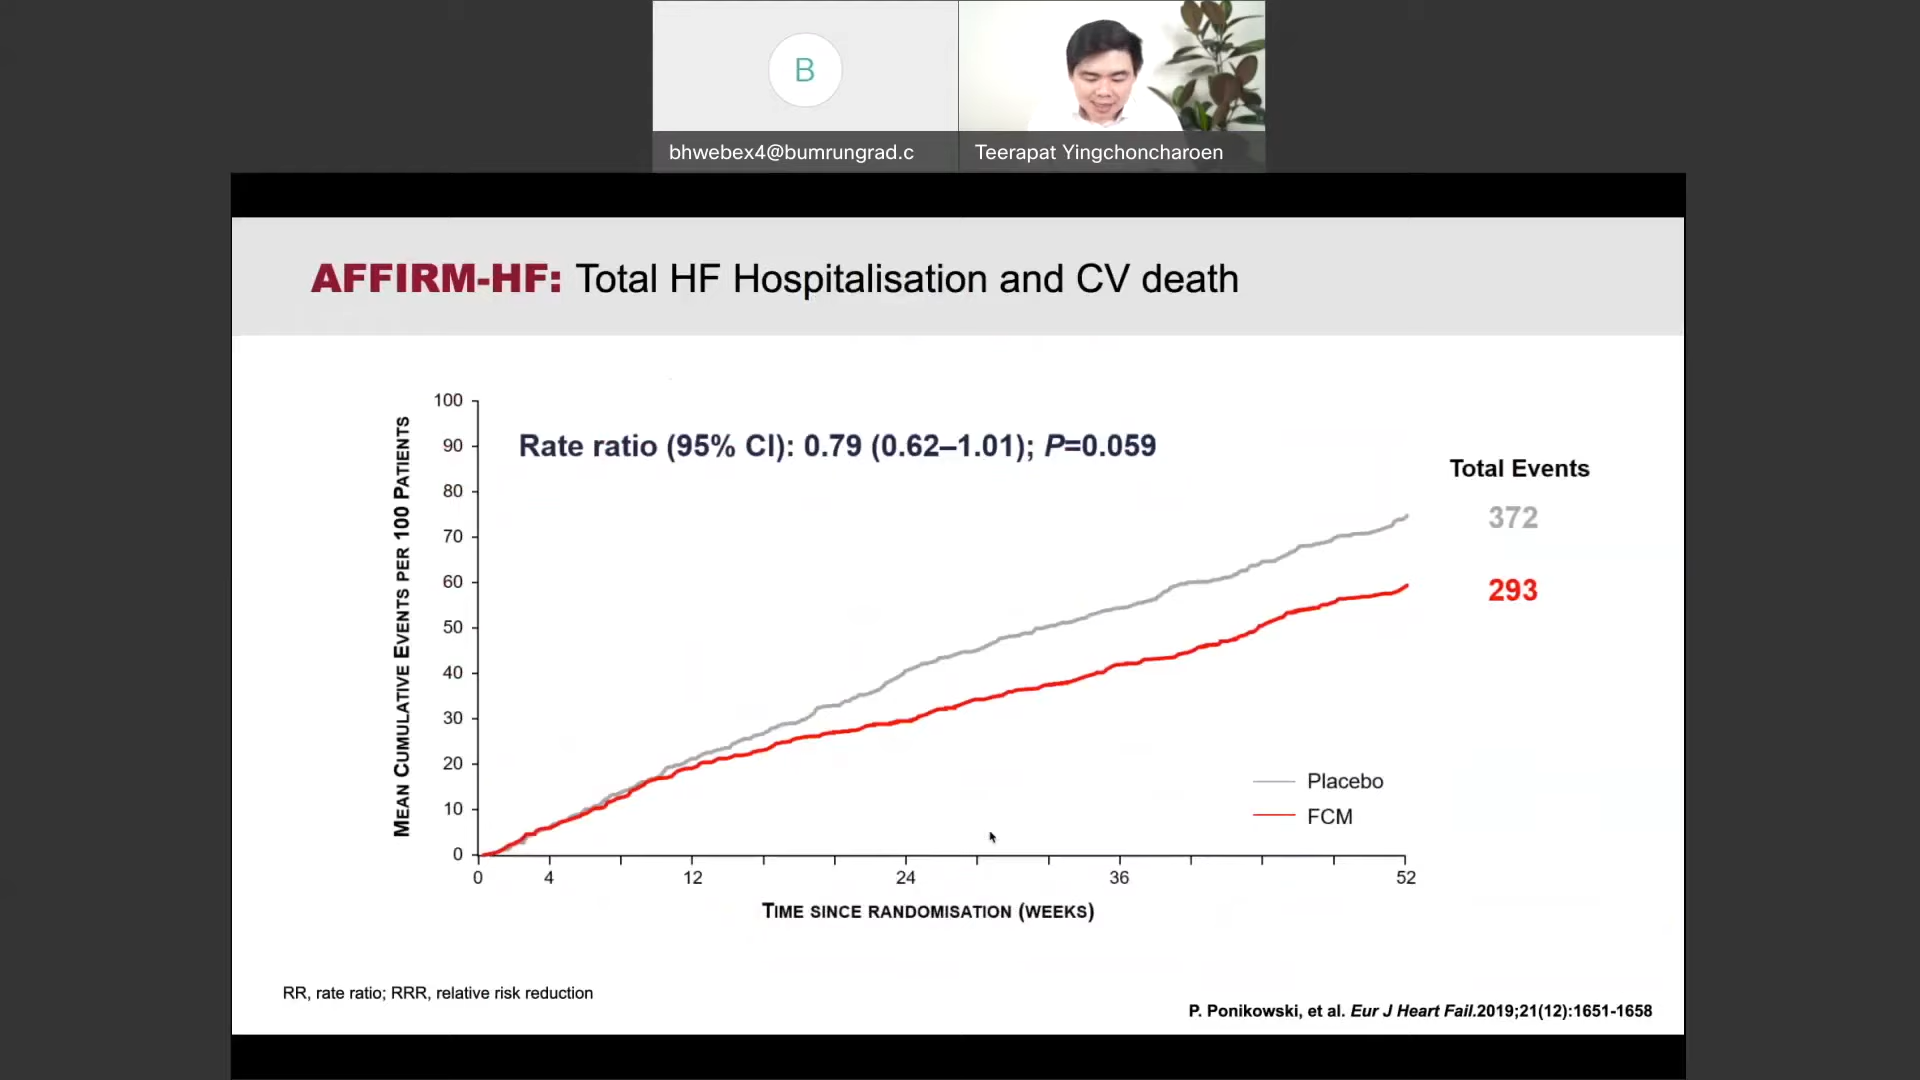 B
bhwebex4@bumrungrad.c
Teerapat Yingchoncharoen
AFFIRM-HF: Total HF Hospitalisation and CV death
Rate ratio (95% CI): 0.79 (0.62–1.01); P=0.059
MEAN CUMULATIVE EVENTS PER 100 PATIENTS
100
90
80
70
60
50
40
30
20
10
0
Total Events
372
293
Placebo
FCM
0 4 12 24 36 52
TIME SINCE RANDOMISATION (WEEKS)
RR, rate ratio; RRR, relative risk reduction
P. Ponikowski, et al. Eur J Heart Fail.2019;21(12):1651-1658